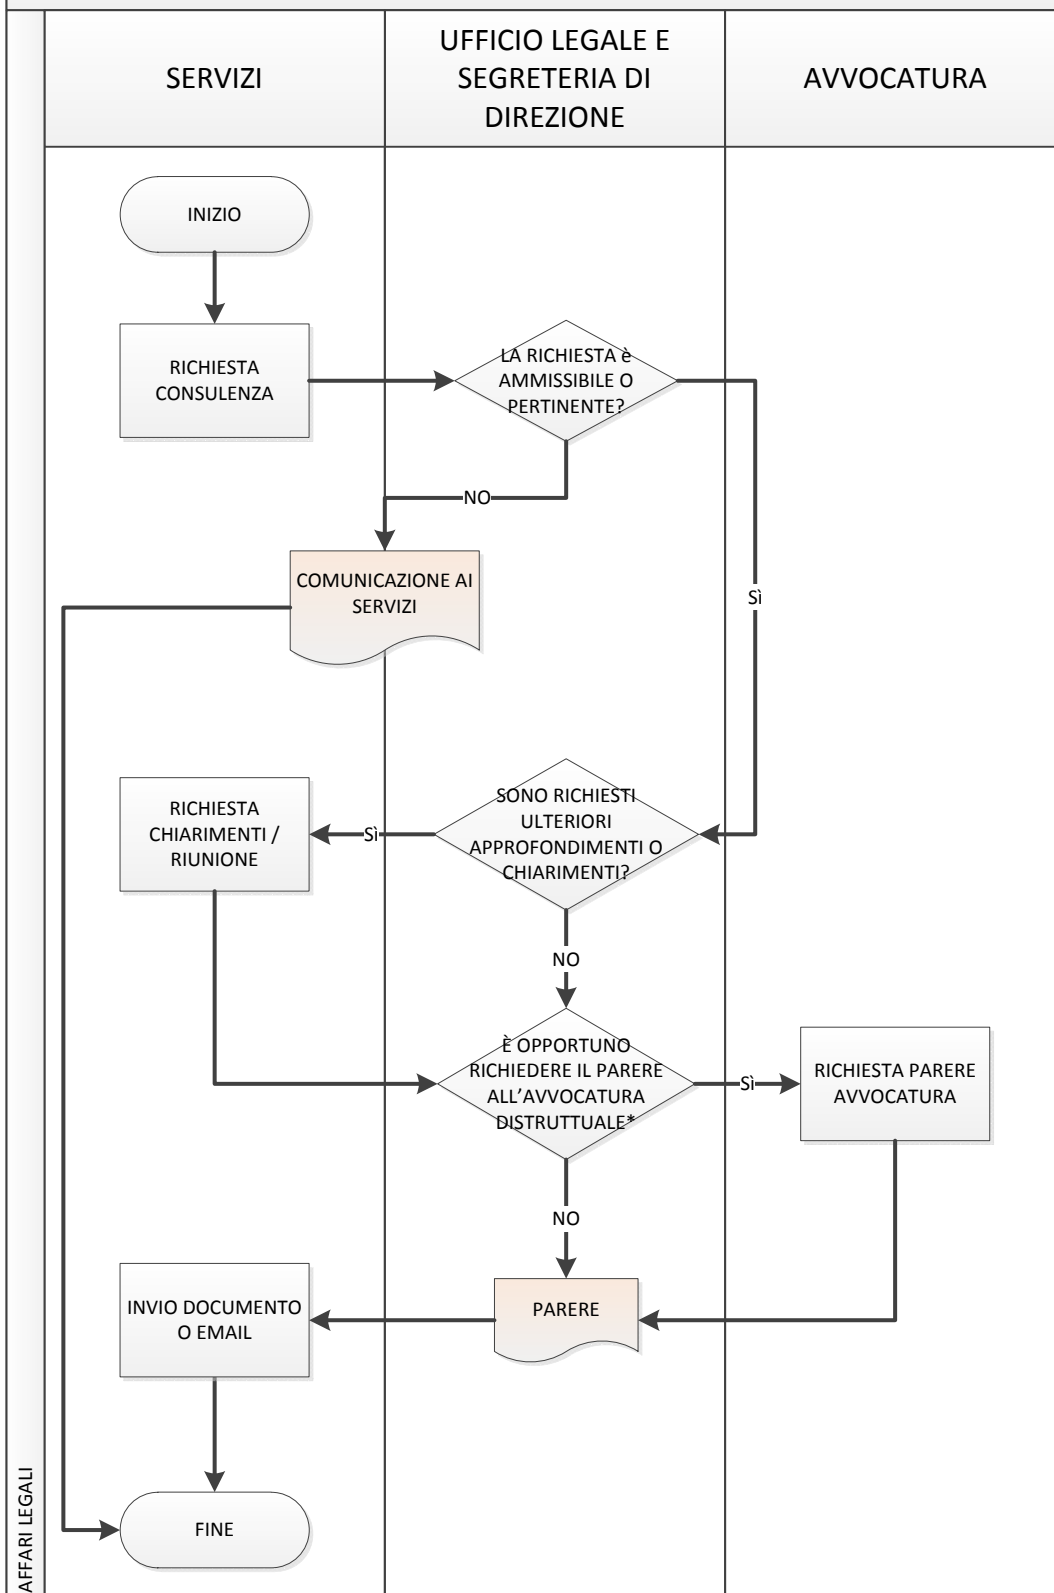 SERVIZI
UFFICIO LEGALE E
SEGRETERIA DI
DIREZIONE
AVVOCATURA
INIZIO
RICHIESTA
CONSULENZA
LA RICHIESTA è
AMMISSIBILE O
PERTINENTE?
NO
COMUNICAZIONE AI
SERVIZI
Sì
RICHIESTA
CHIARIMENTI /
RIUNIONE
Sì
SONO RICHIESTI
ULTERIORI
APPROFONDIMENTI O
CHIARIMENTI?
NO
È OPPORTUNO
RICHIEDERE IL PARERE
ALL’AVVOCATURA
DISTRUTTUALE*
Sì
RICHIESTA PARERE
AVVOCATURA
NO
INVIO DOCUMENTO
O EMAIL
PARERE
FINE
AFFARI LEGALI